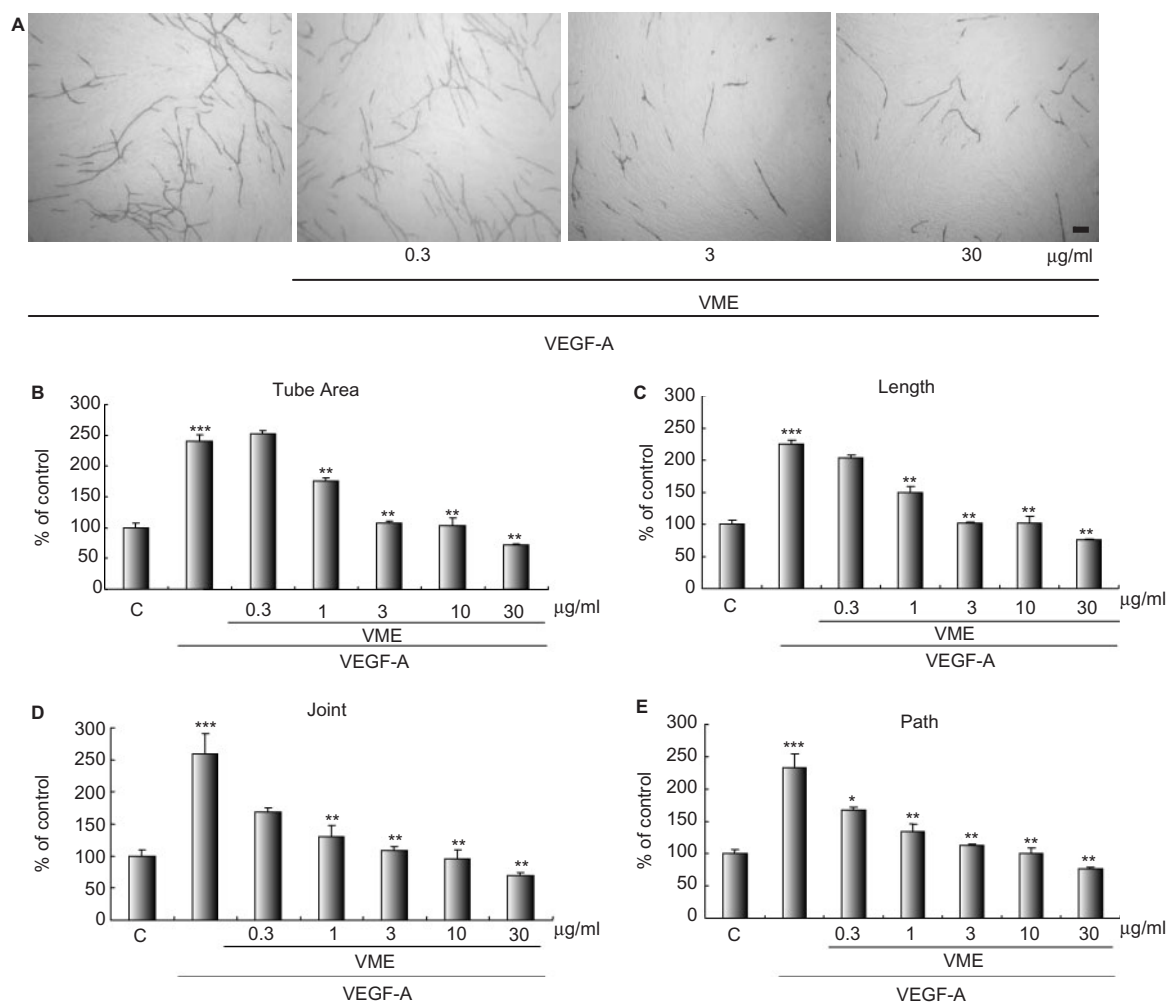 A
0.3 3 30 μg/ml
VME
VEGF-A
B Tube Area
% of control
300
250
200
150
100
50
0
*** ** ** ** **
C 0.3 1 3 10 30 μg/ml
VME
VEGF-A
C Length
% of control
300
250
200
150
100
50
0
*** ** ** ** **
C 0.3 1 3 10 30 μg/ml
VME
VEGF-A
D Joint
% of control
300
250
200
150
100
50
0
*** ** ** ** **
C 0.3 1 3 10 30 μg/ml
VME
VEGF-A
E Path
% of control
300
250
200
150
100
50
0
*** * ** ** ** **
C 0.3 1 3 10 30 μg/ml
VME
VEGF-A